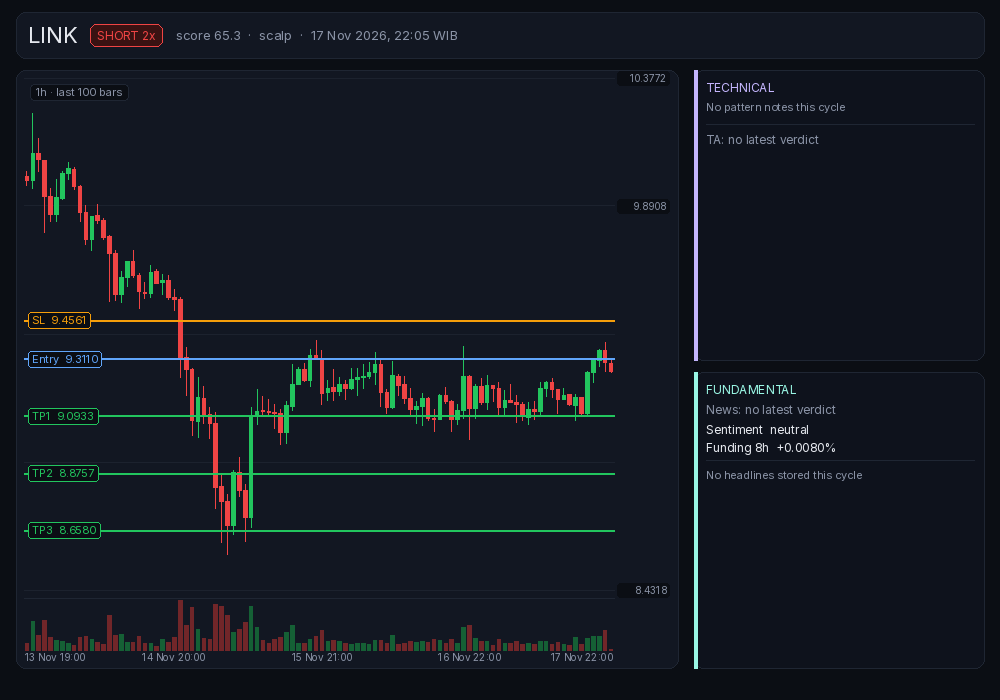 LINK SHORT 2x score 65.3 · scalp · 17 Nov 2026, 22:05 WIB
1h · last 100 bars
10.3772
9.8908
SL 9.4561
Entry 9.3110
TP1 9.0933
TP2 8.8757
TP3 8.6580
8.4318
13 Nov 19:00 14 Nov 20:00 15 Nov 21:00 16 Nov 22:00 17 Nov 22:00
TECHNICAL
No pattern notes this cycle
TA: no latest verdict
FUNDAMENTAL
News: no latest verdict
Sentiment neutral
Funding 8h +0.0080%
No headlines stored this cycle